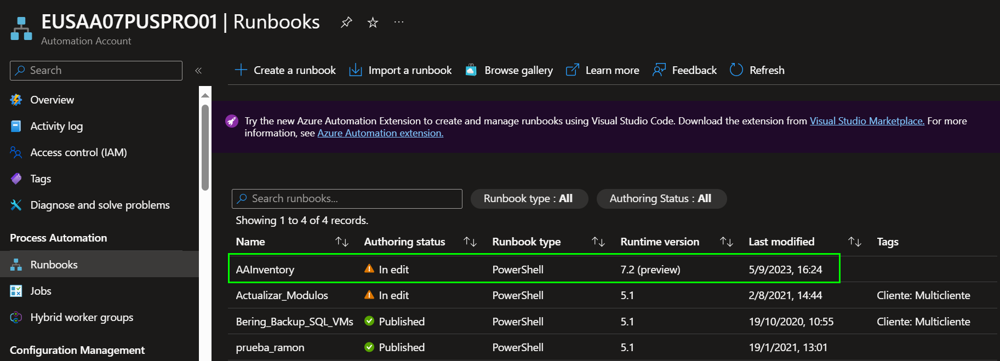 EUSAA07PUSPRO01 | Runbooks
Automation Account
Search
Overview
Activity log
Access control (IAM)
Tags
Diagnose and solve problems
Process Automation
Runbooks
Jobs
Hybrid worker groups
Configuration Management
Create a runbook Import a runbook Browse gallery Learn more Feedback Refresh
Try the new Azure Automation Extension to create and manage runbooks using Visual Studio Code. Download the extension from Visual Studio Marketplace. For more
information, see Azure Automation extension.
Search runbooks... Runbook type : All Authoring Status : All
Showing 1 to 4 of 4 records.
Name Authoring status Runbook type Runtime version Last modified Tags
AAInventory In edit PowerShell 7.2 (preview) 5/9/2023, 16:24
Actualizar_Modulos In edit PowerShell 5.1 2/8/2021, 14:44 Cliente: Multicliente
Bering_Backup_SQL_VMs Published PowerShell 5.1 19/10/2020, 10:55 Cliente: Multicliente
prueba_ramon Published PowerShell 5.1 19/1/2021, 13:01